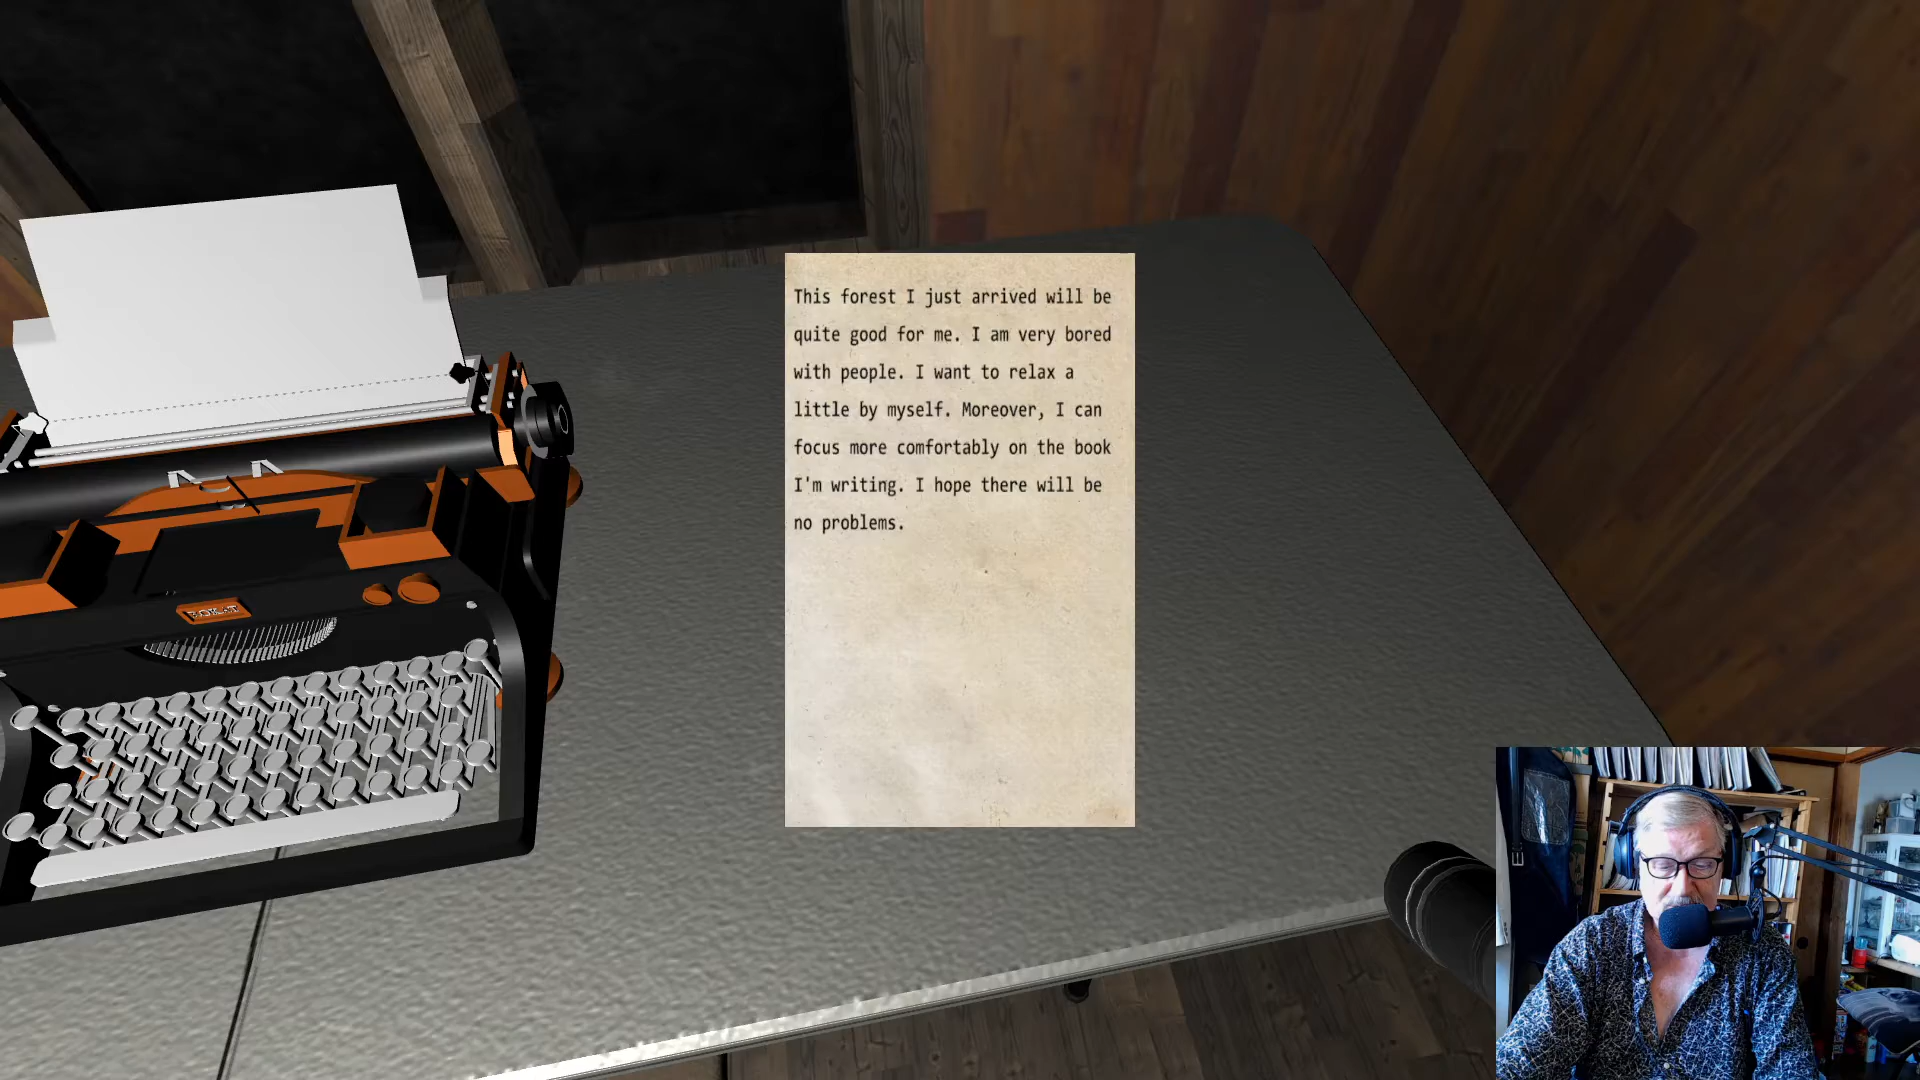 This forest I just arrived will be
quite good for me. I am very bored
with people. I want to relax a
little by myself. Moreover, I can
focus more comfortably on the book
I'm writing. I hope there will be
no problems.